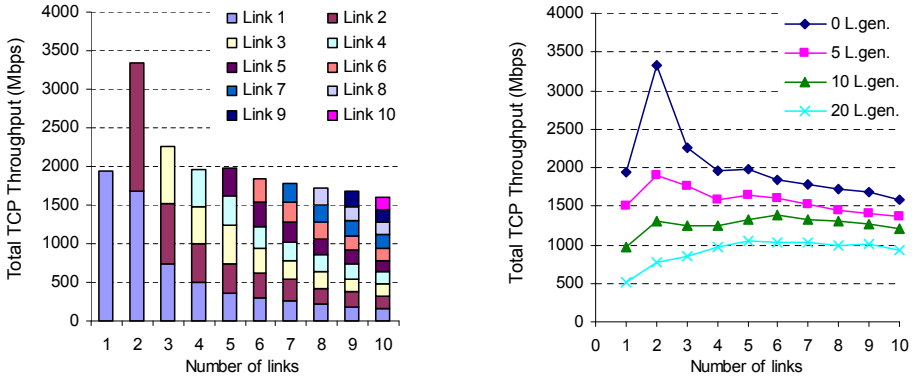 Total TCP Throughput (Mbps)
4000
3500
3000
2500
2000
1500
1000
500
0
Link 1 Link 2
Link 3 Link 4
Link 5 Link 6
Link 7 Link 8
Link 9 Link 10
1 2 3 4 5 6 7 8 9 10
Number of links
Total TCP Throughput (Mbps)
4000
3500
3000
2500
2000
1500
1000
500
0
0 L.gen.
5 L.gen.
10 L.gen.
20 L.gen.
0 1 2 3 4 5 6 7 8 9 10
Number of links